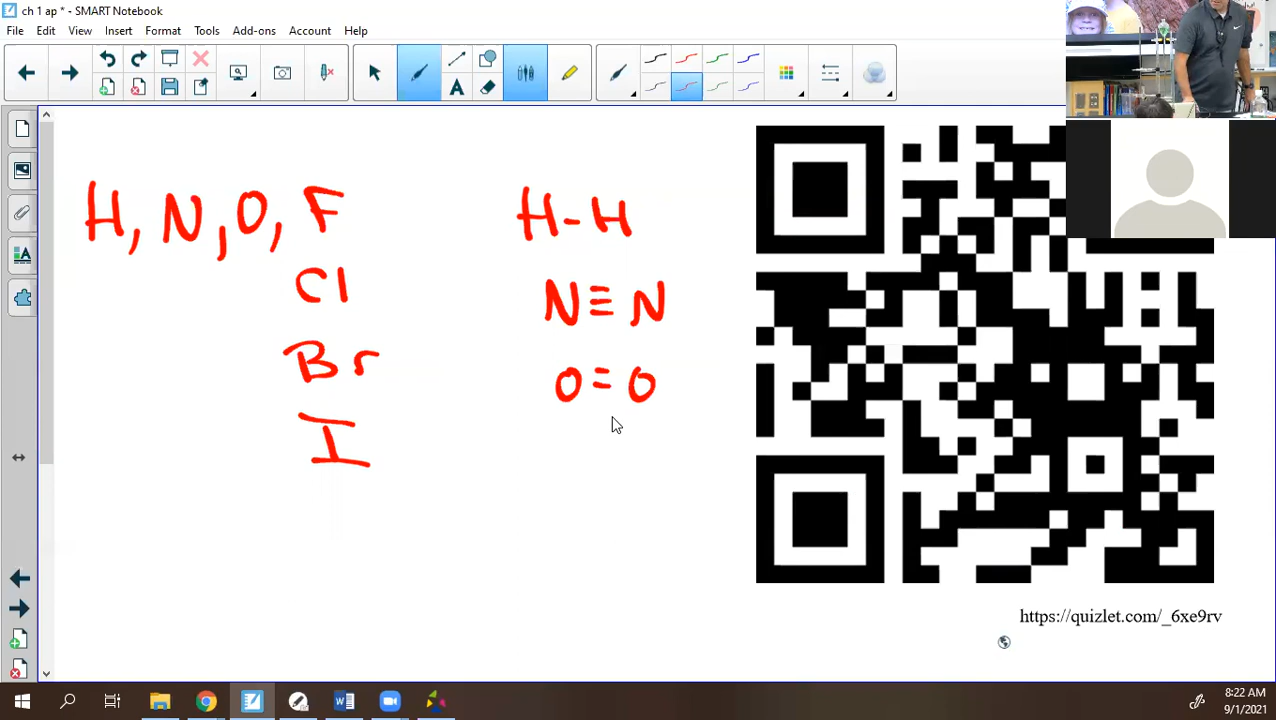 ch 1 ap * - SMART Notebook
File Edit View Insert Format Tools Add-ons Account Help
H, N, O, F
Cl
Br
I
H-H
N≡N
O=O
https://quizlet.com/_6xe9rv
8:22 AM
9/1/2021